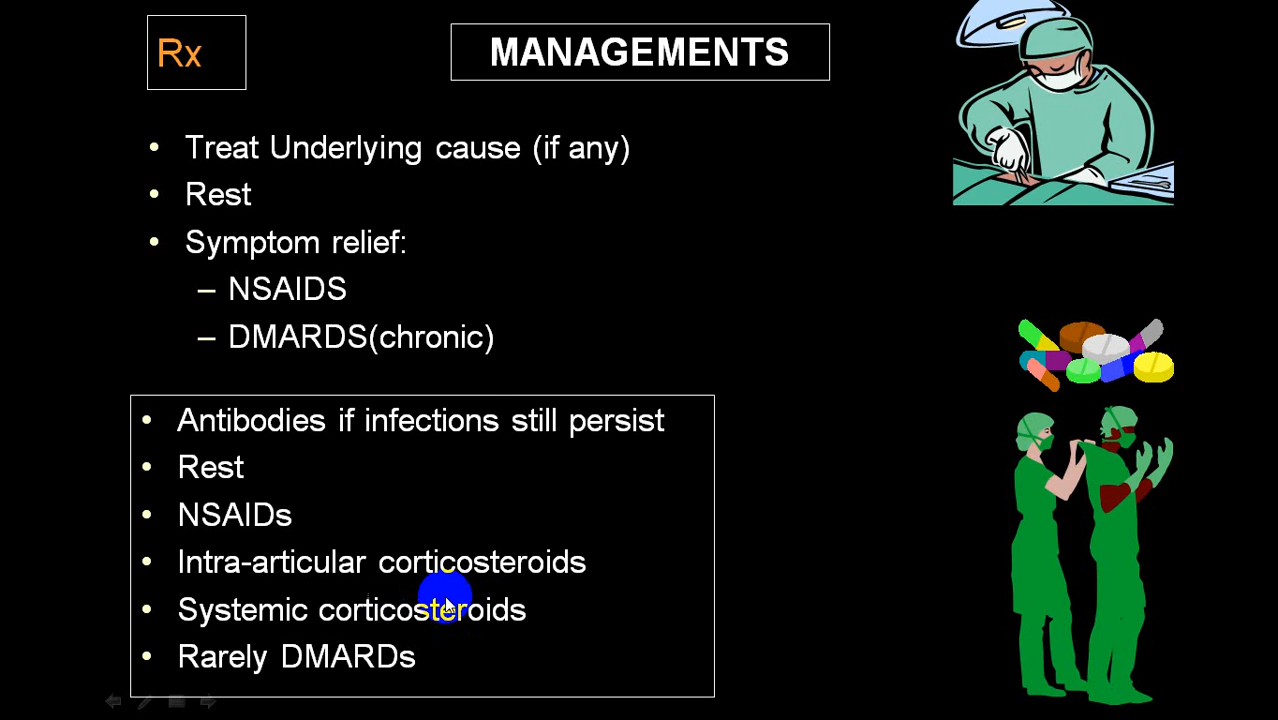 Rx
MANAGEMENTS
• Treat Underlying cause (if any)
• Rest
• Symptom relief:
– NSAIDS
– DMARDS(chronic)
• Antibodies if infections still persist
• Rest
• NSAIDs
• Intra-articular corticosteroids
• Systemic corticosteroids
• Rarely DMARDs